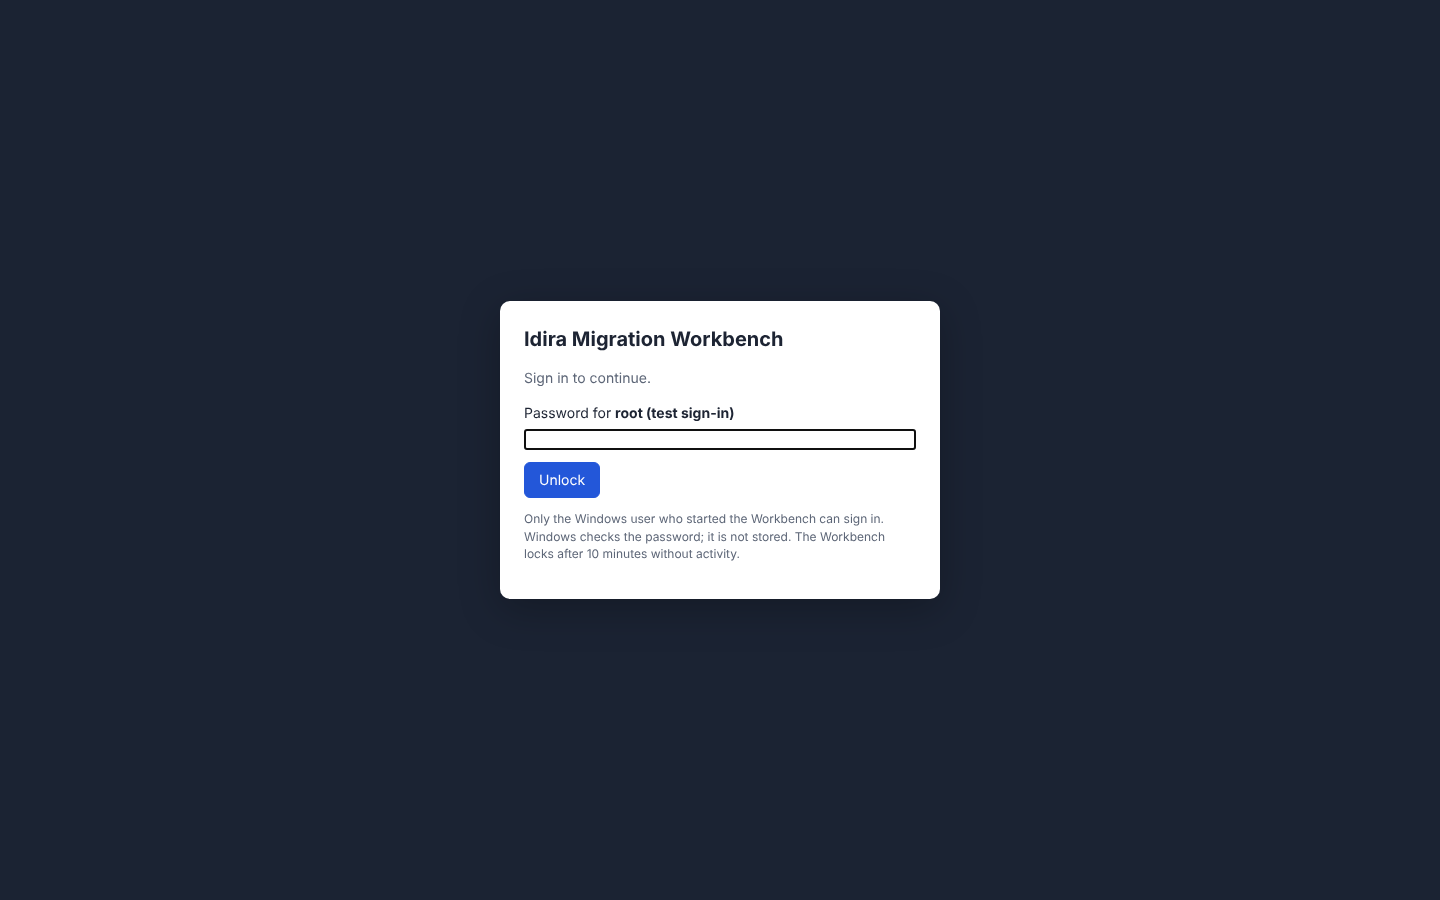 Idira Migration Workbench
Sign in to continue.
Password for root (test sign-in)
Unlock
Only the Windows user who started the Workbench can sign in.
Windows checks the password; it is not stored. The Workbench
locks after 10 minutes without activity.